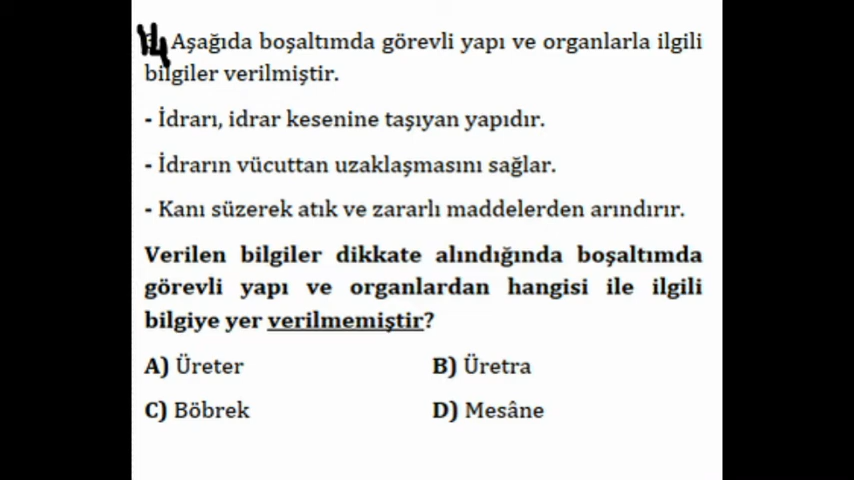 14 Aşağıda boşaltımda görevli yapı ve organlarla ilgili
bilgiler verilmiştir.
- İdrarı, idrar kesenine taşıyan yapıdır.
- İdrarın vücuttan uzaklaşmasını sağlar.
- Kanı süzerek atık ve zararlı maddelerden arındırır.
Verilen bilgiler dikkate alındığında boşaltımda
görevli yapı ve organlardan hangisi ile ilgili
bilgiye yer verilmemiştir?
A) Üreter B) Üretra
C) Böbrek D) Mesâne